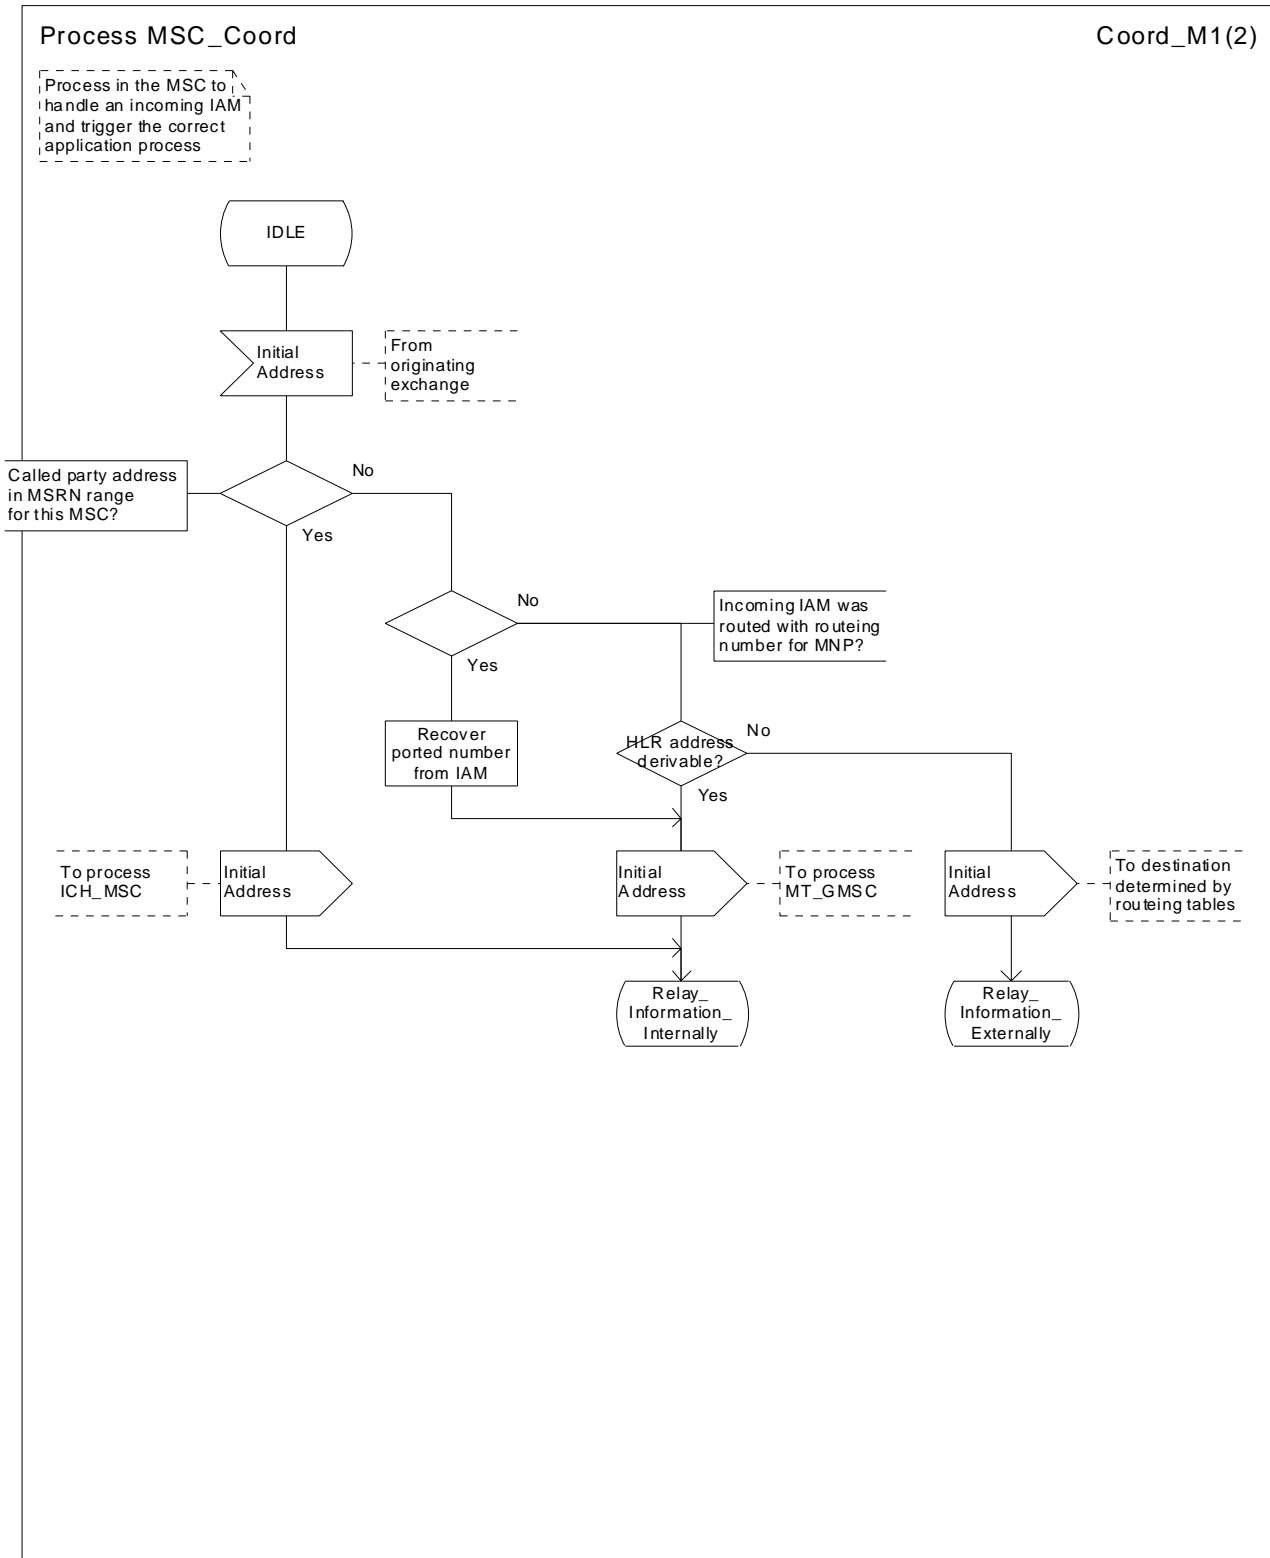 Process MSC_Coord
Coord_M1(2)
Process in the MSC to
handle an incoming IAM
and trigger the correct
application process
IDLE
Initial
Address
From
originating
exchange
Called party address
in MSRN range
for this MSC?
No
Yes
No
Yes
Incoming IAM was
routed with routeing
number for MNP?
Recover
ported number
from IAM
HLR address
derivable?
No
Yes
To process
ICH_MSC
Initial
Address
Initial
Address
To process
MT_GMSC
Initial
Address
To destination
determined by
routeing tables
Relay_
Information_
Internally
Relay_
Information_
Externally